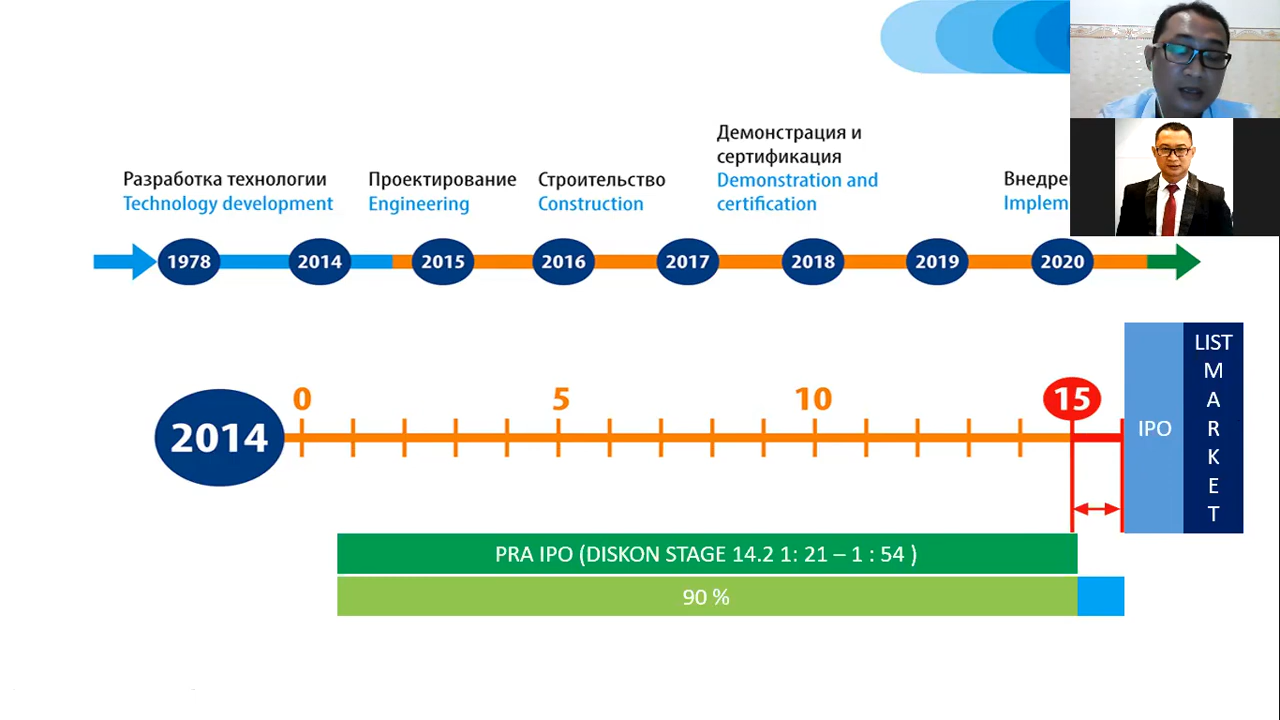 Разработка технологии
Technology development
Проектирование
Engineering
Строительство
Construction
Демонстрация и
сертификация
Demonstration and
certification
1978
2014
2015
2016
2017
2018
2019
2020
2014
0
5
10
15
IPO
LIST
M
A
R
K
E
T
PRA IPO (DISKON STAGE 14.2 1: 21 – 1 : 54 )
90 %